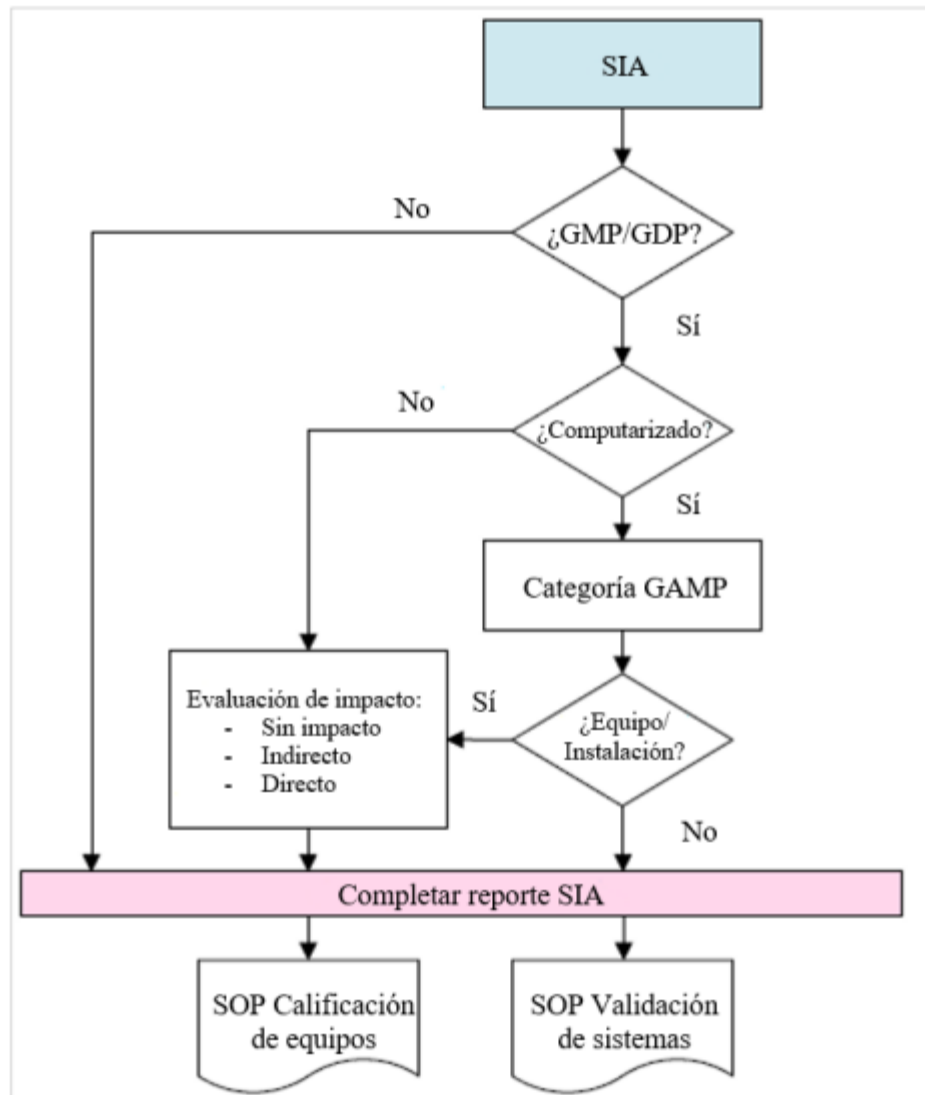 SIA
No
¿GMP/GDP?
Sí
No
¿Computarizado?
Sí
Categoría GAMP
Evaluación de impacto:
- Sin impacto
- Indirecto
- Directo
Sí
¿Equipo/
Instalación?
No
Completar reporte SIA
SOP Calificación
de equipos
SOP Validación
de sistemas